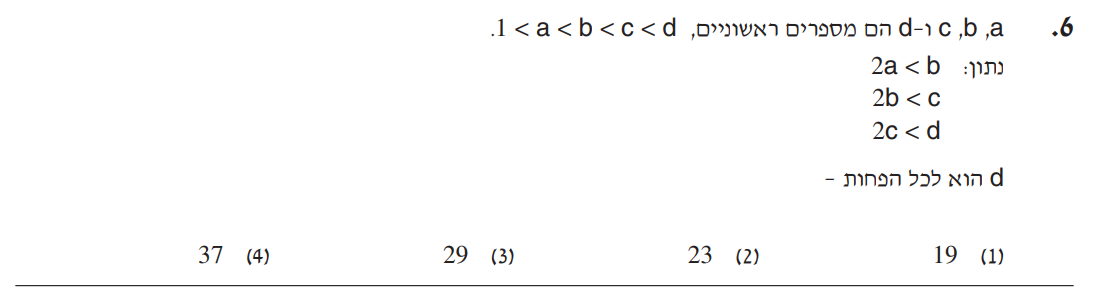 6. a, b, c ו-d הם מספרים ראשוניים, 1 < a < b < c < d.
נתון: 2a < b
2b < c
2c < d
d הוא לכל הפחות -
(1) 19 (2) 23 (3) 29 (4) 37